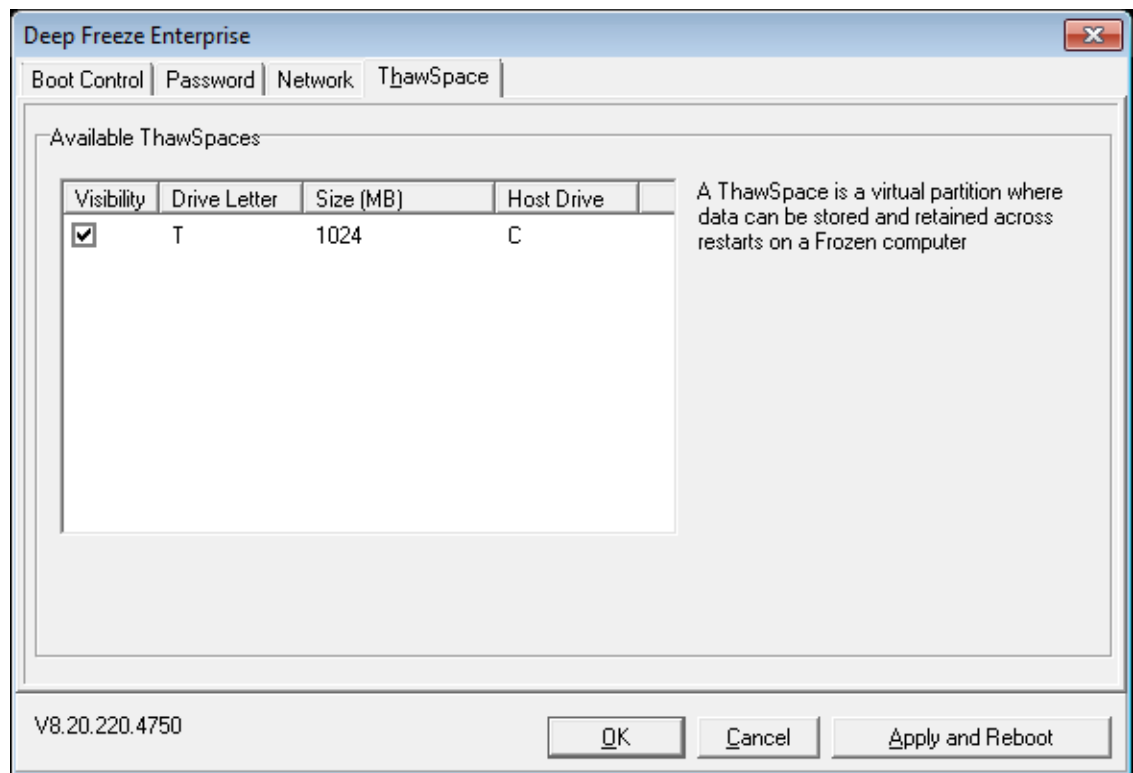 Deep Freeze Enterprise
Boot Control Password Network ThawSpace
Available ThawSpaces
Visibility Drive Letter Size (MB) Host Drive
T 1024 C
A ThawSpace is a virtual partition where
data can be stored and retained across
restarts on a Frozen computer
V8.20.220.4750
OK Cancel Apply and Reboot